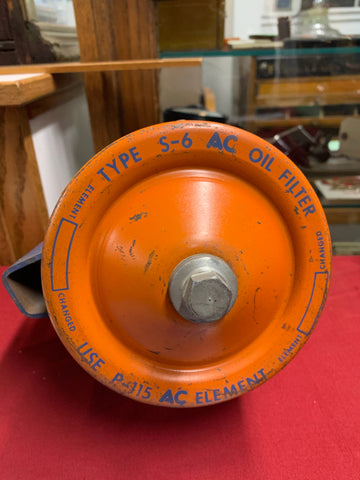 TYPE S-6 AC OIL FILTER
ELEMENT
CHANGED
CHANGED
ELEMENT
USE P-115 AC ELEMENT